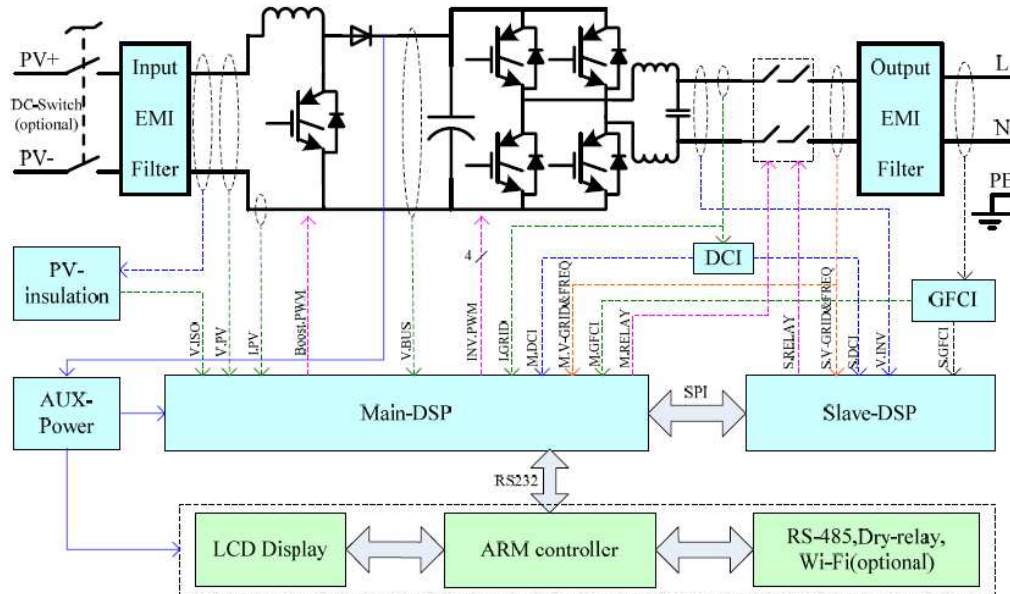 PV+
DC-Switch
(optional)
PV-
Input
EMI
Filter
Output
EMI
Filter
L
N
PE
PV-
insulation
DCI
GFCI
4
V.ISO
V.PV
I.PV
Boost.PWM
V.BUS
INV.PWM
I.GRID
M.DCI
M.V-GRID&FREQ
M.GFCI
M.RELAY
S.RELAY
S.V-GRID&FREQ
S.DCI
V.INV
S.GFCI
AUX-
Power
Main-DSP
SPI
Slave-DSP
RS232
LCD Display
ARM controller
RS-485,Dry-relay,
Wi-Fi(optional)